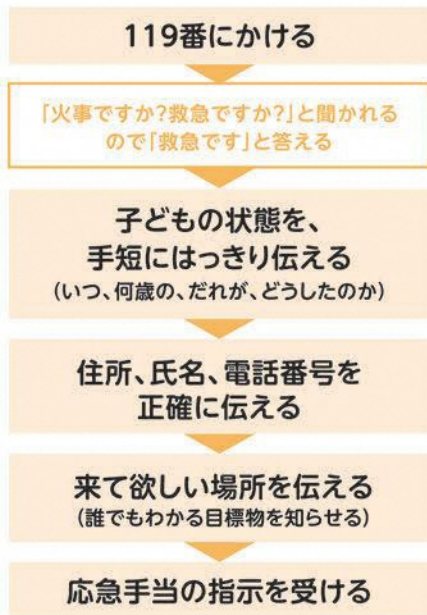 119番にかける
「火事ですか?救急ですか?」と聞かれる
ので「救急です」と答える
子どもの状態を、
手短にはっきり伝える
(いつ、何歳の、だれが、どうしたのか)
住所、氏名、電話番号を
正確に伝える
来て欲しい場所を伝える
(誰でもわかる目標物を知らせる)
応急手当の指示を受ける